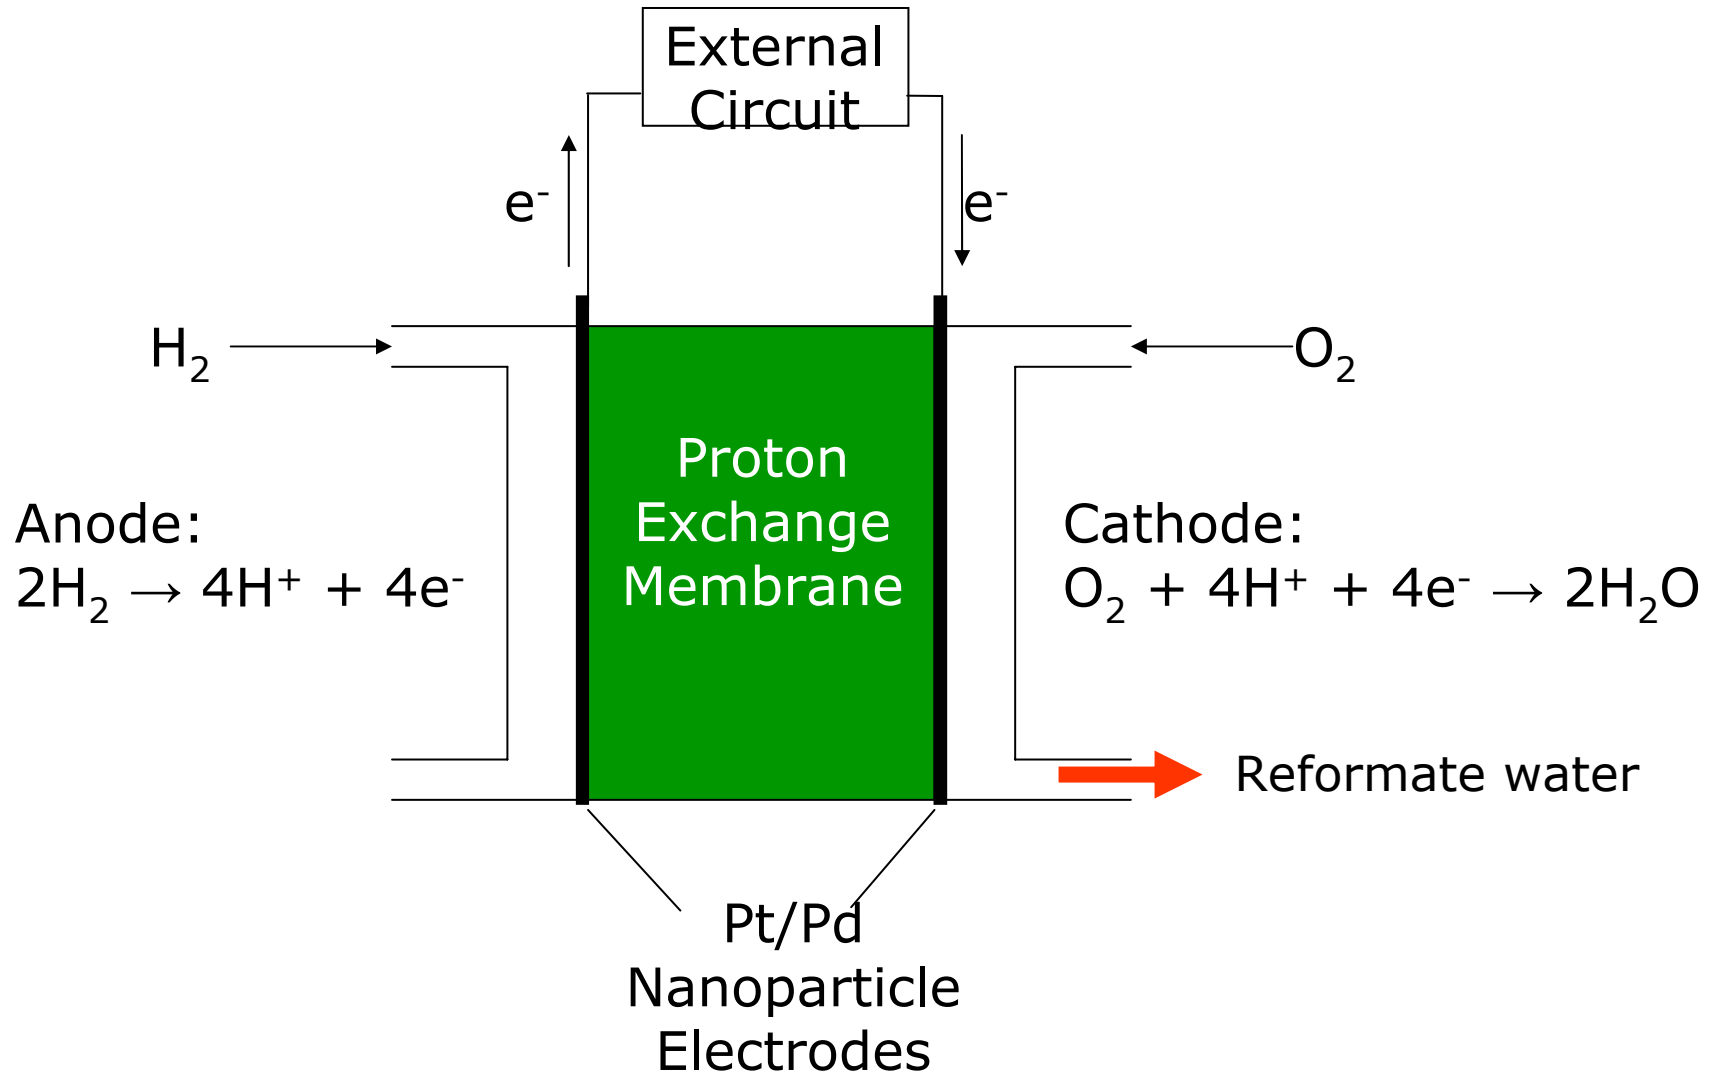 External
Circuit
e⁻
e⁻
H₂
O₂
Proton
Exchange
Membrane
Anode:
2H₂ → 4H⁺ + 4e⁻
Cathode:
O₂ + 4H⁺ + 4e⁻ → 2H₂O
Reformate water
Pt/Pd
Nanoparticle
Electrodes